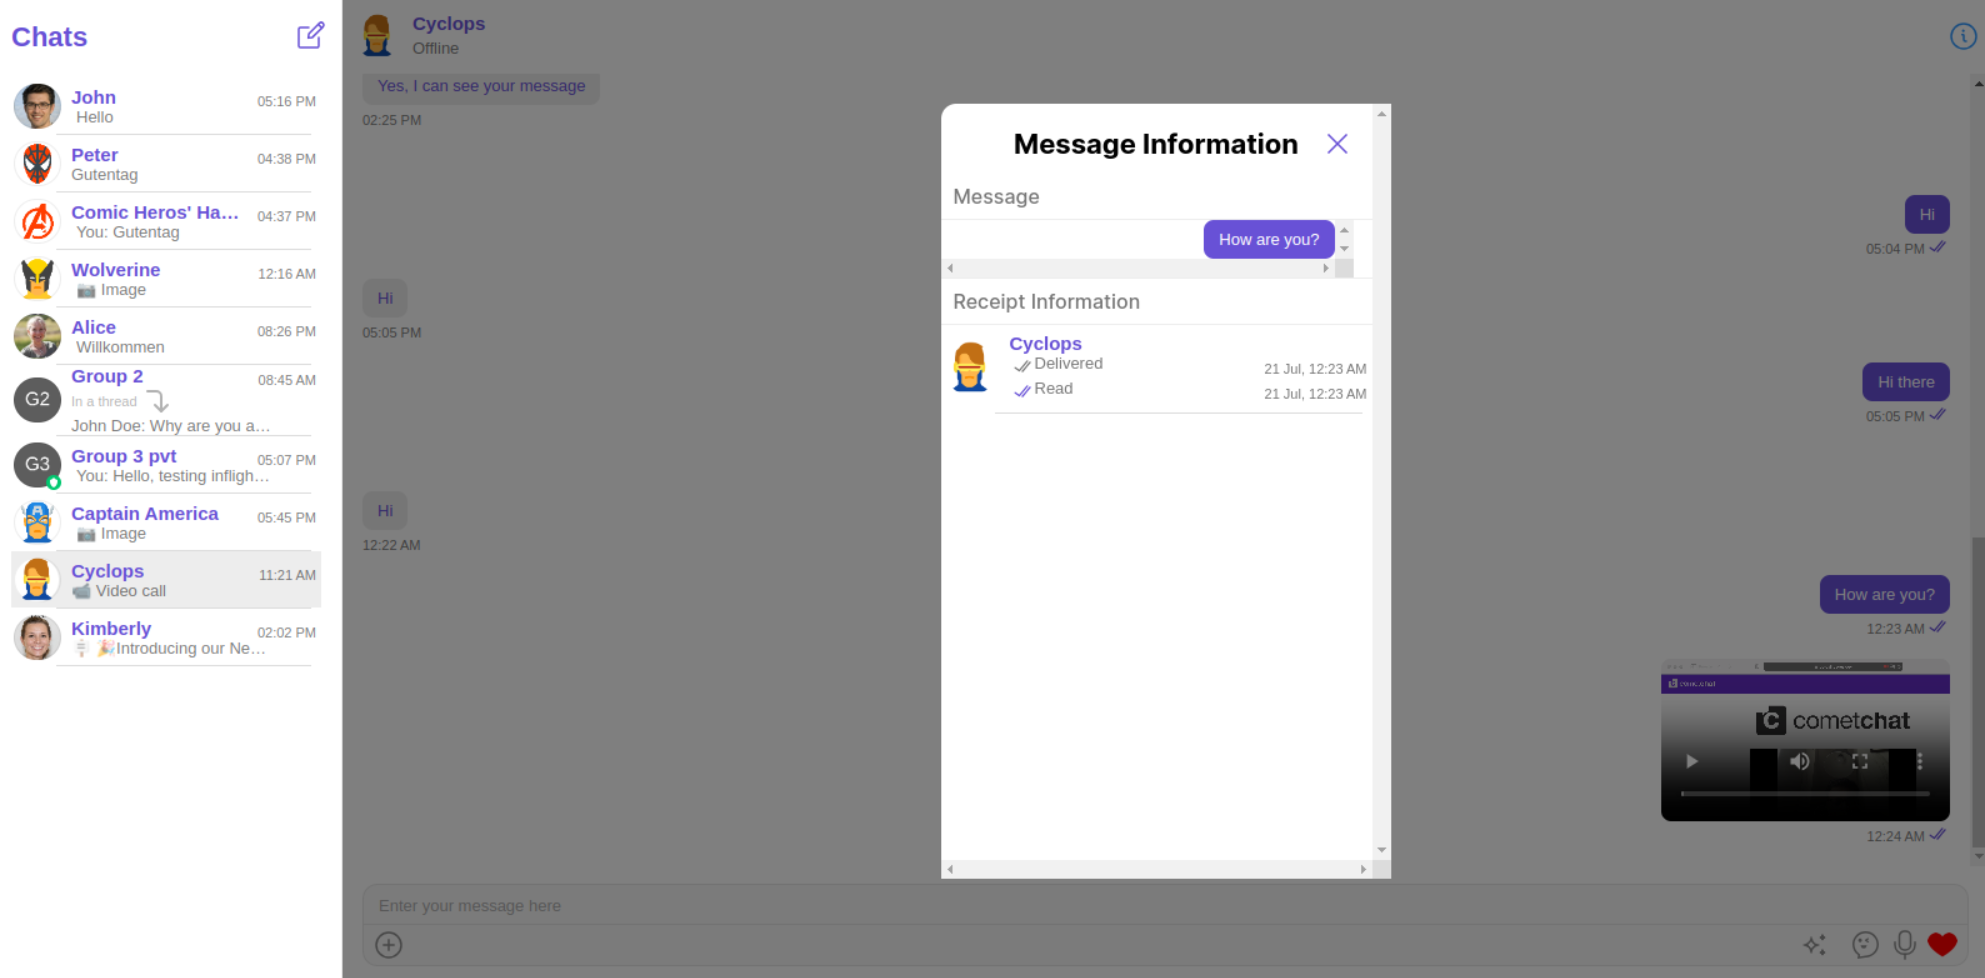 Chats
John
05:16 PM
Hello
Peter
04:38 PM
Gutentag
Comic Heros' Ha...
04:37 PM
You: Gutentag
Wolverine
12:16 AM
📷 Image
Alice
08:26 PM
Willkommen
G2
Group 2
08:45 AM
In a thread
John Doe: Why are you a...
G3
Group 3 pvt
05:07 PM
You: Hello, testing infligh...
Captain America
05:45 PM
📷 Image
Cyclops
11:21 AM
📹 Video call
Kimberly
02:02 PM
🪧 🎉Introducing our Ne...
Cyclops
Offline
Yes, I can see your message
02:25 PM
Hi
05:04 PM
Hi
05:05 PM
Hi there
05:05 PM
Hi
12:22 AM
How are you?
12:23 AM
cometchat
cometchat
12:24 AM
Message Information
Message
How are you?
Receipt Information
Cyclops
Delivered
21 Jul, 12:23 AM
Read
21 Jul, 12:23 AM
Enter your message here